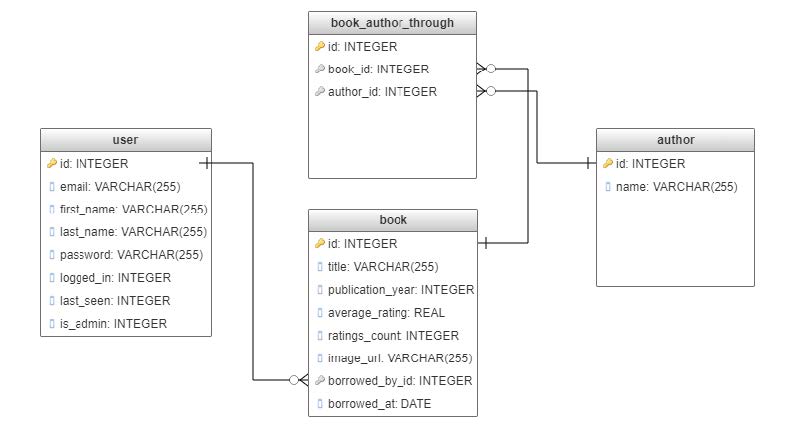 book_author_through
id: INTEGER
book_id: INTEGER
author_id: INTEGER
user
id: INTEGER
email: VARCHAR(255)
first_name: VARCHAR(255)
last_name: VARCHAR(255)
password: VARCHAR(255)
logged_in: INTEGER
last_seen: INTEGER
is_admin: INTEGER
author
id: INTEGER
name: VARCHAR(255)
book
id: INTEGER
title: VARCHAR(255)
publication_year: INTEGER
average_rating: REAL
ratings_count: INTEGER
image_url: VARCHAR(255)
borrowed_by_id: INTEGER
borrowed_at: DATE